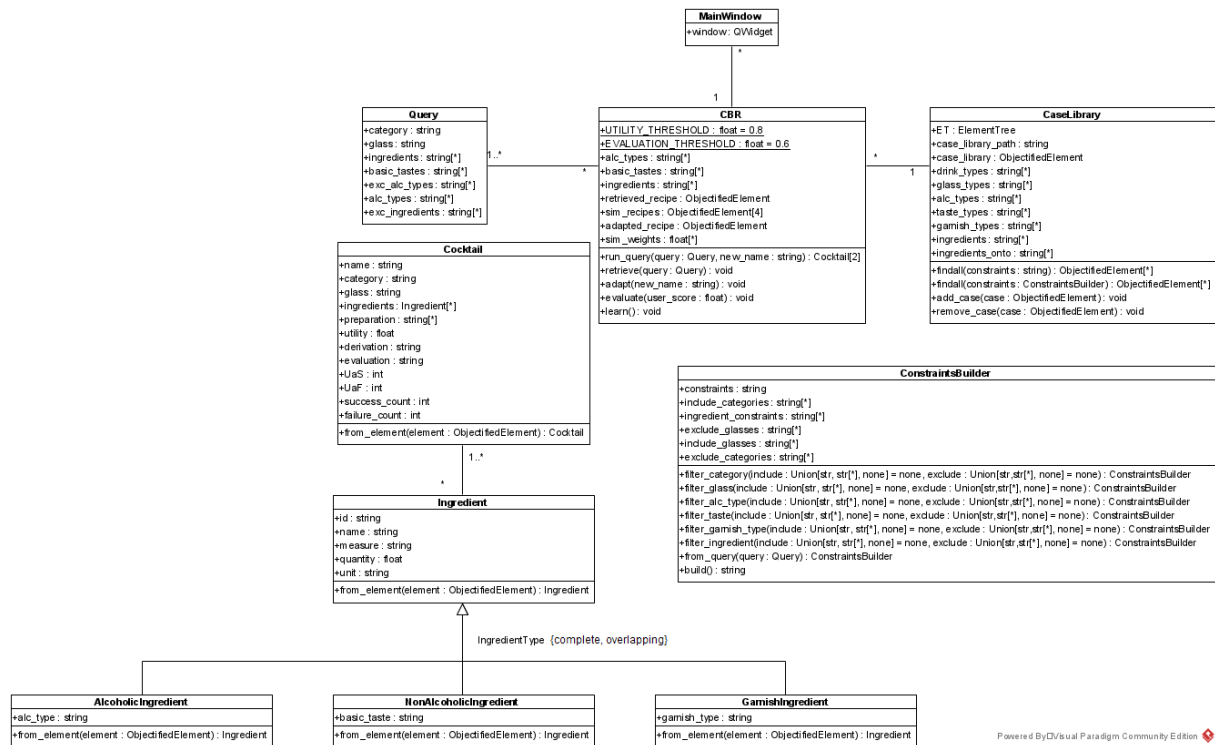 MainWindow
+window: QWidget
*
1
Query
+category : string
+glass : string
+ingredients : string[*]
+basic_tastes : string[*]
+exc_alc_types : string[*]
+alc_types : string[*]
+exc_ingredients : string[*]
1..*
*
CBR
+UTILITY_THRESHOLD : float = 0.8
+EVALUATION_THRESHOLD : float = 0.6
+alc_types : string[*]
+basic_tastes : string[*]
+ingredients : string[*]
+retrieved_recipe : ObjectifiedElement
+sim_recipes : ObjectifiedElement[4]
+adapted_recipe : ObjectifiedElement
+sim_weights : float[*]
+run_query(query : Query, new_name : string) : Cocktail[2]
+retrieve(query : Query) : void
+adapt(new_name : string) : void
+evaluate(user_score : float) : void
+learn() : void
*
1
CaseLibrary
+ET : ElementTree
+case_library_path : string
+case_library : ObjectifiedElement
+drink_types : string[*]
+glass_types : string[*]
+alc_types : string[*]
+taste_types : string[*]
+garnish_types : string[*]
+ingredients : string[*]
+ingredients_onto : string[*]
+findall(constraints : string) : ObjectifiedElement[*]
+findall(constraints : ConstraintsBuilder) : ObjectifiedElement[*]
+add_case(case : ObjectifiedElement) : void
+remove_case(case : ObjectifiedElement) : void
Cocktail
+name : string
+category : string
+glass : string
+ingredients : Ingredient[*]
+preparation : string[*]
+utility : float
+derivation : string
+evaluation : string
+UaS : int
+UaF : int
+success_count : int
+failure_count : int
+from_element(element : ObjectifiedElement) : Cocktail
1..*
*
ConstraintsBuilder
+constraints : string
+include_categories : string[*]
+ingredient_constraints : string[*]
+exclude_glasses : string[*]
+include_glasses : string[*]
+exclude_categories : string[*]
+filter_category(include : Union[str, str[*], none] = none, exclude : Union[str,str[*], none] = none) : ConstraintsBuilder
+filter_glass(include : Union[str, str[*], none] = none, exclude : Union[str,str[*], none] = none) : ConstraintsBuilder
+filter_alc_type(include : Union[str, str[*], none] = none, exclude : Union[str,str[*], none] = none) : ConstraintsBuilder
+filter_taste(include : Union[str, str[*], none] = none, exclude : Union[str,str[*], none] = none) : ConstraintsBuilder
+filter_garnish_type(include : Union[str, str[*], none] = none, exclude : Union[str,str[*], none] = none) : ConstraintsBuilder
+filter_ingredient(include : Union[str, str[*], none] = none, exclude : Union[str,str[*], none] = none) : ConstraintsBuilder
+from_query(query : Query) : ConstraintsBuilder
+build() : string
Ingredient
+id : string
+name : string
+measure : string
+quantity : float
+unit : string
+from_element(element : ObjectifiedElement) : Ingredient
IngredientType {complete, overlapping}
AlcoholicIngredient
+alc_type : string
+from_element(element : ObjectifiedElement) : Ingredient
NonAlcoholicIngredient
+basic_taste : string
+from_element(element : ObjectifiedElement) : Ingredient
GarnishIngredient
+garnish_type : string
+from_element(element : ObjectifiedElement) : Ingredient
Powered By□Visual Paradigm Community Edition